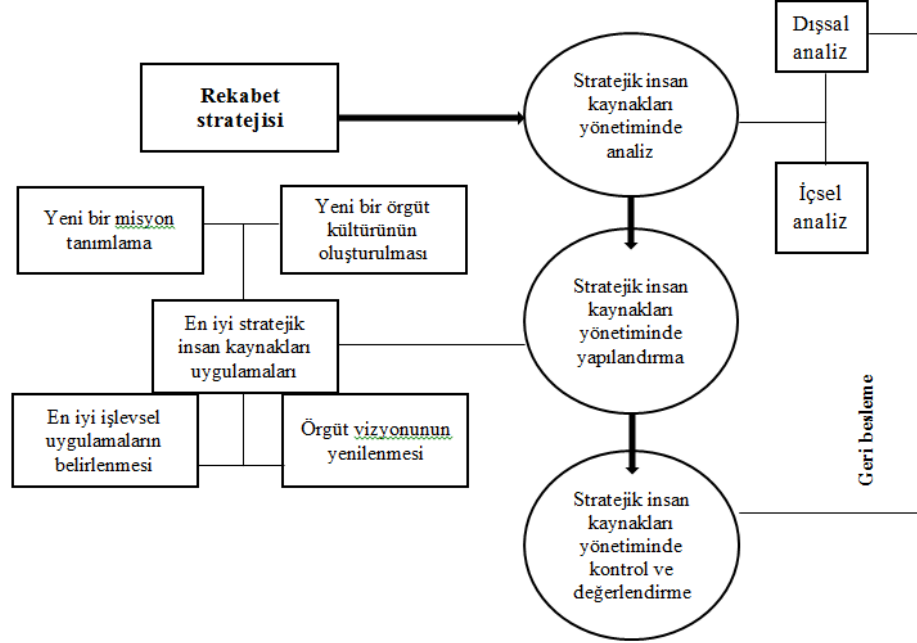 Dışsal
analiz
Rekabet
stratejisi
Stratejik insan
kaynakları
yönetiminde
analiz
İçsel
analiz
Yeni bir misyon
tanımlama
Yeni bir örgüt
kültürünün
oluşturulması
Stratejik insan
kaynakları
yönetiminde
yapılandırma
En iyi stratejik
insan kaynakları
uygulamaları
En iyi işlevsel
uygulamaların
belirlenmesi
Örgüt vizyonunun
yenilenmesi
Geri besleme
Stratejik insan
kaynakları
yönetiminde
kontrol ve
değerlendirme